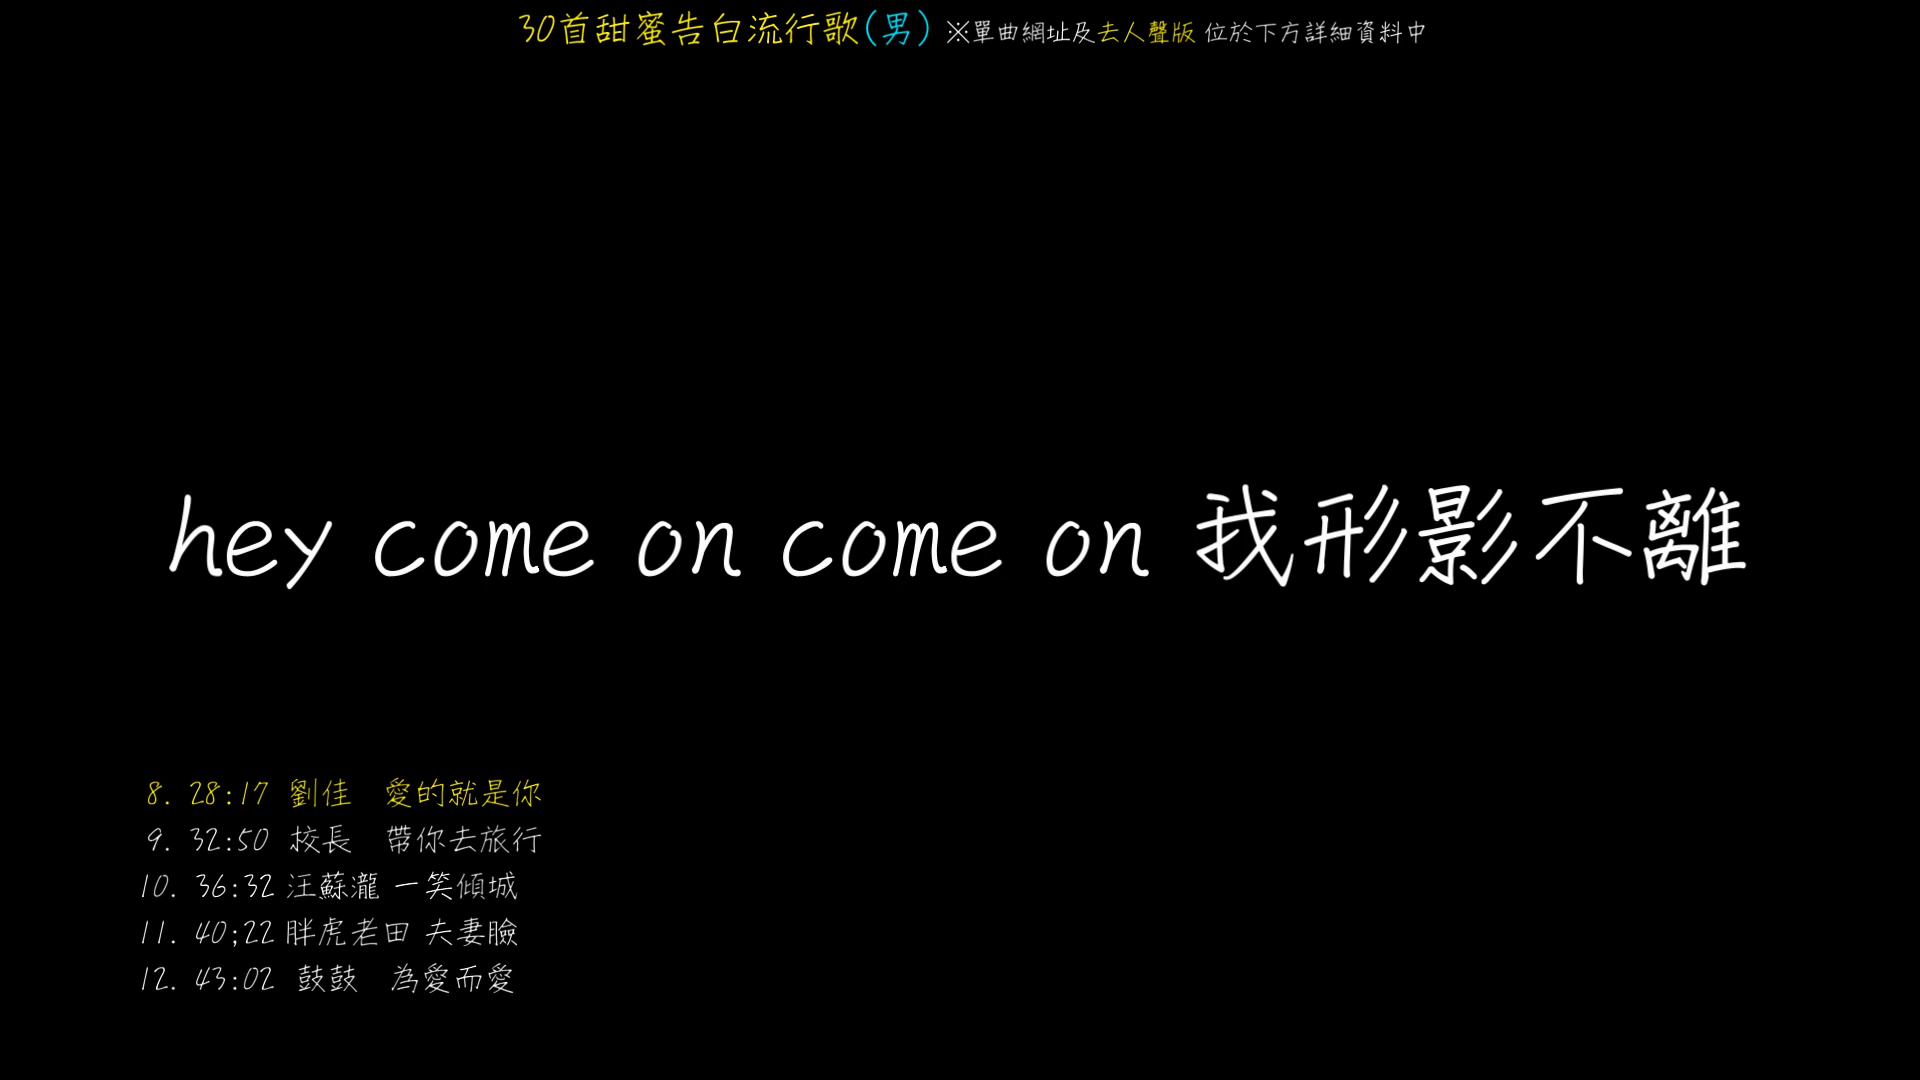 30首甜蜜告白流行歌(男) ※單曲網址及去人聲版 位於下方詳細資料中
hey come on come on 我形影不離
8. 28:17 劉佳 愛的就是你
9. 32:50 校長 帶你去旅行
10. 36:32 汪蘇瀧 一笑傾城
11. 40;22 胖虎老田 夫妻臉
12. 43:02 鼓鼓 為愛而愛